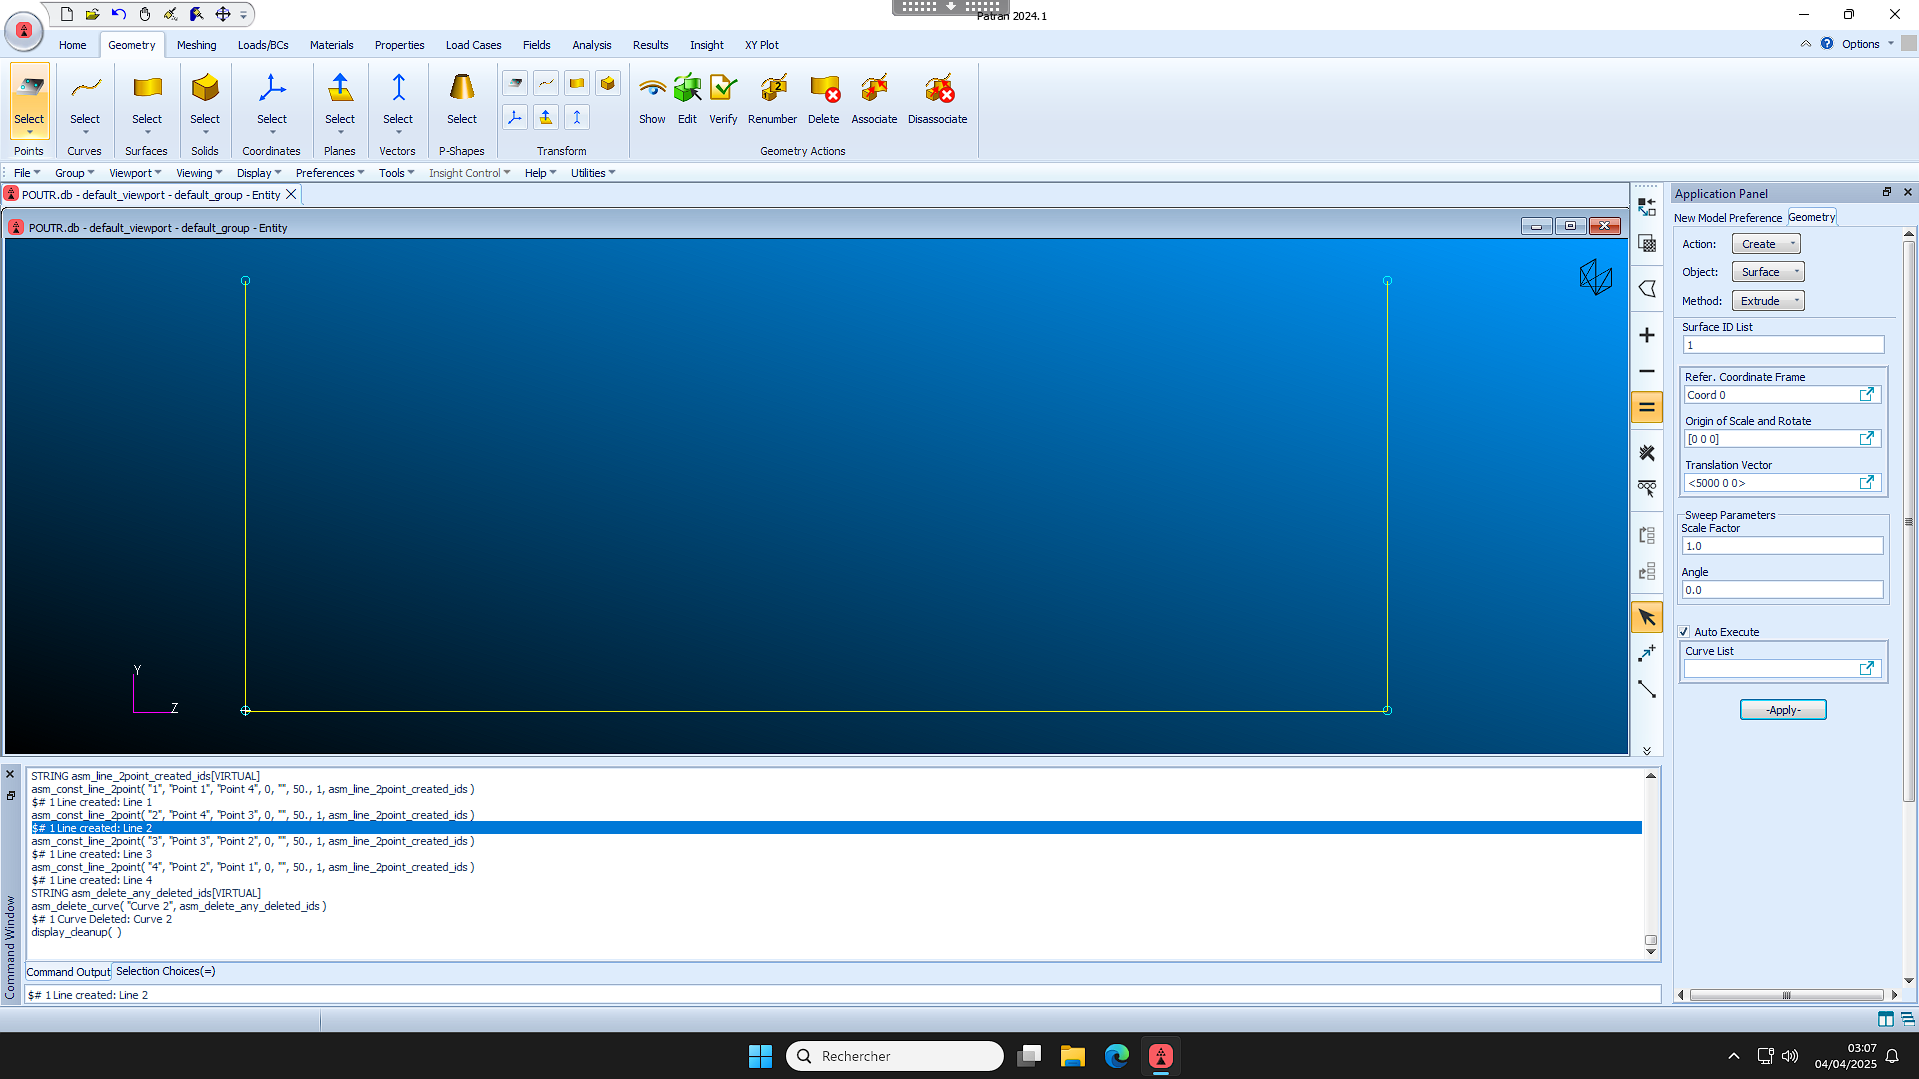 Patran 2024.1
Home Geometry Meshing Loads/BCs Materials Properties Load Cases Fields Analysis Results Insight XY Plot Options
Select Select Select Select Select Select Select Select Show Edit Verify Renumber Delete Associate Disassociate
Points Curves Surfaces Solids Coordinates Planes Vectors P-Shapes Transform Geometry Actions
File Group Viewport Viewing Display Preferences Tools Insight Control Help Utilities
POUTR.db - default_viewport - default_group - Entity
POUTR.db - default_viewport - default_group - Entity
Y
Z
Application Panel
New Model Preference Geometry
Action: Create
Object: Surface
Method: Extrude
Surface ID List
1
Refer. Coordinate Frame
Coord 0
Origin of Scale and Rotate
[0 0 0]
Translation Vector
<5000 0 0>
Sweep Parameters
Scale Factor
1.0
Angle
0.0
Auto Execute
Curve List
-Apply-
STRING asm_line_2point_created_ids[VIRTUAL]
asm_const_line_2point( "1", "Point 1", "Point 4", 0, "", 50., 1, asm_line_2point_created_ids )
$# 1 Line created: Line 1
asm_const_line_2point( "2", "Point 4", "Point 3", 0, "", 50., 1, asm_line_2point_created_ids )
$# 1 Line created: Line 2
asm_const_line_2point( "3", "Point 3", "Point 2", 0, "", 50., 1, asm_line_2point_created_ids )
$# 1 Line created: Line 3
asm_const_line_2point( "4", "Point 2", "Point 1", 0, "", 50., 1, asm_line_2point_created_ids )
$# 1 Line created: Line 4
STRING asm_delete_any_deleted_ids[VIRTUAL]
asm_delete_curve( "Curve 2", asm_delete_any_deleted_ids )
$# 1 Curve Deleted: Curve 2
display_cleanup( )
Command Window
Command Output Selection Choices(=)
$# 1 Line created: Line 2
Rechercher
03:07
04/04/2025